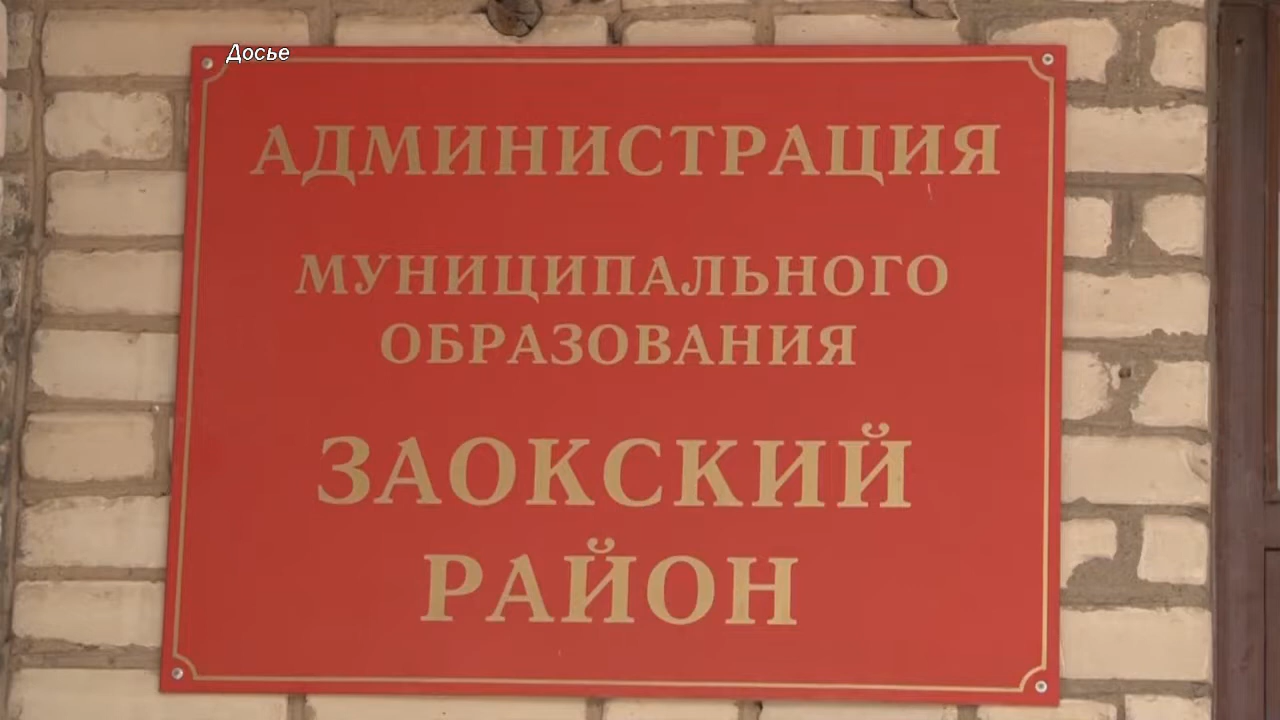 Досье
АДМИНИСТРАЦИЯ
МУНИЦИПАЛЬНОГО
ОБРАЗОВАНИЯ
ЗАОКСКИЙ
РАЙОН